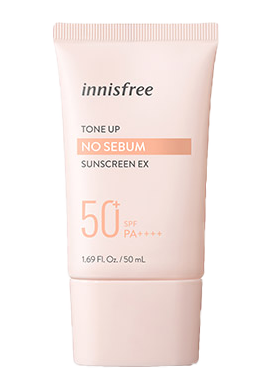 innisfree
TONE UP
NO SEBUM
SUNSCREEN EX
50+ SPF
PA++++
1.69 Fl. Oz. / 50 mL